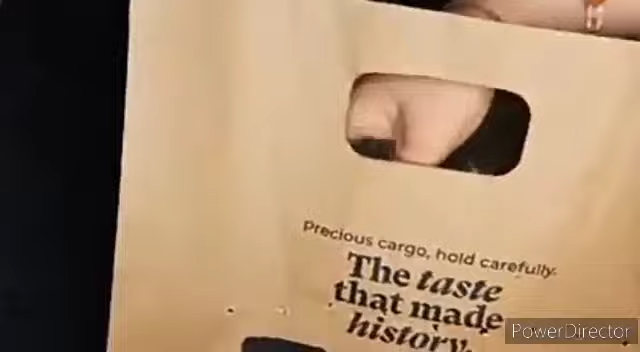 Precious cargo, hold carefully.
The taste
that made
history.
PowerDirector